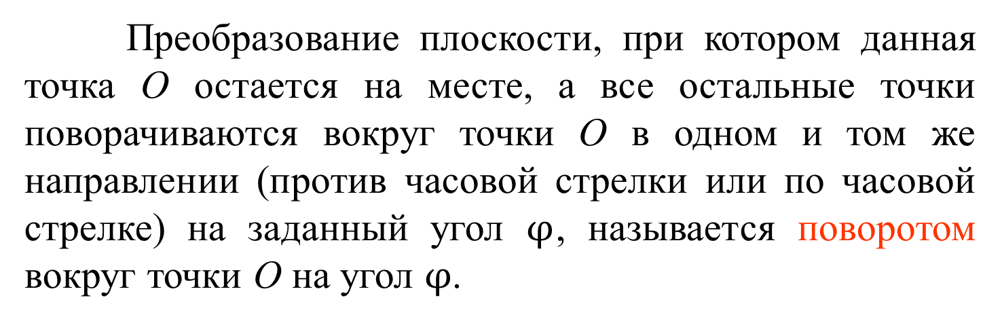 Преобразование плоскости, при котором данная
точка O остается на месте, а все остальные точки
поворачиваются вокруг точки O в одном и том же
направлении (против часовой стрелки или по часовой
стрелке) на заданный угол φ, называется поворотом
вокруг точки O на угол φ.